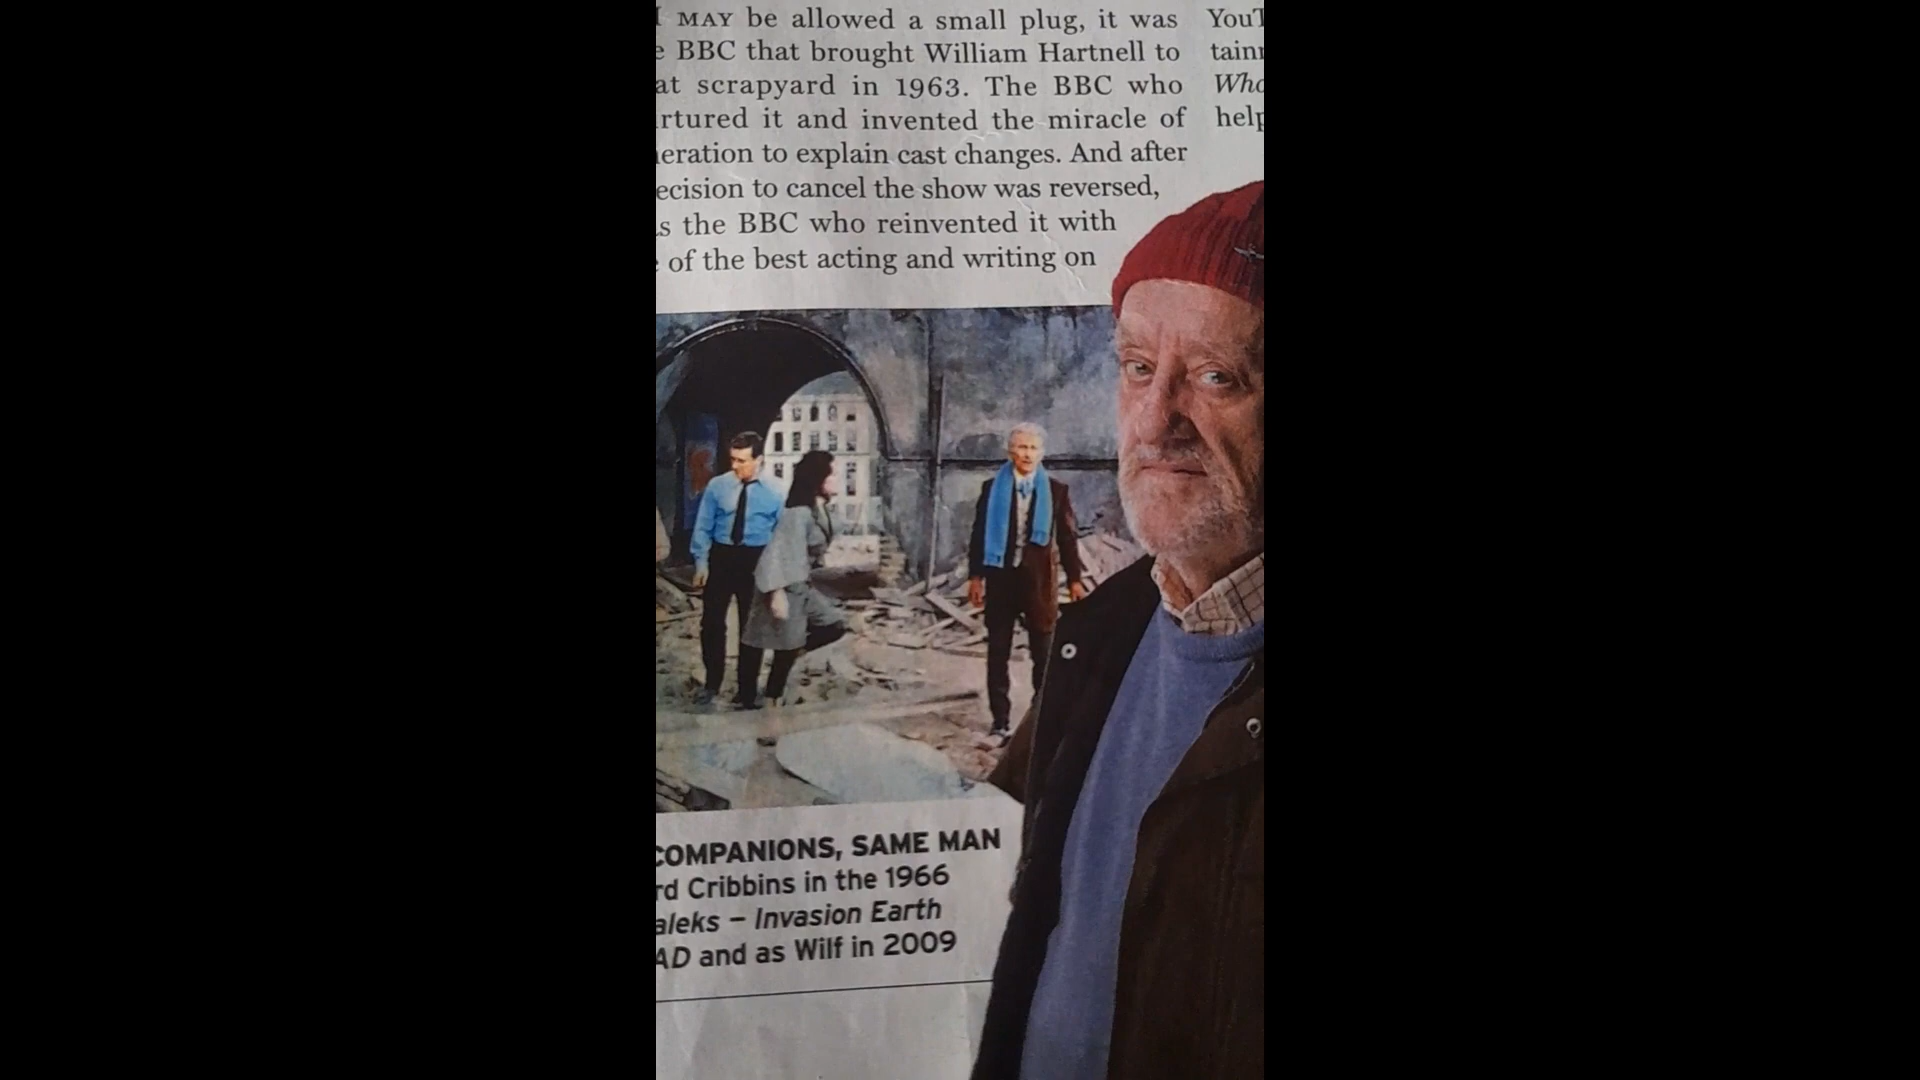 MAY be allowed a small plug, it was
BBC that brought William Hartnell to
at scrapyard in 1963. The BBC who
rtured it and invented the miracle of
eration to explain cast changes. And after
ecision to cancel the show was reversed,
s the BBC who reinvented it with
of the best acting and writing on
YouT
tain
Who
help
COMPANIONS, SAME MAN
rd Cribbins in the 1966
aleks – Invasion Earth
AD and as Wilf in 2009